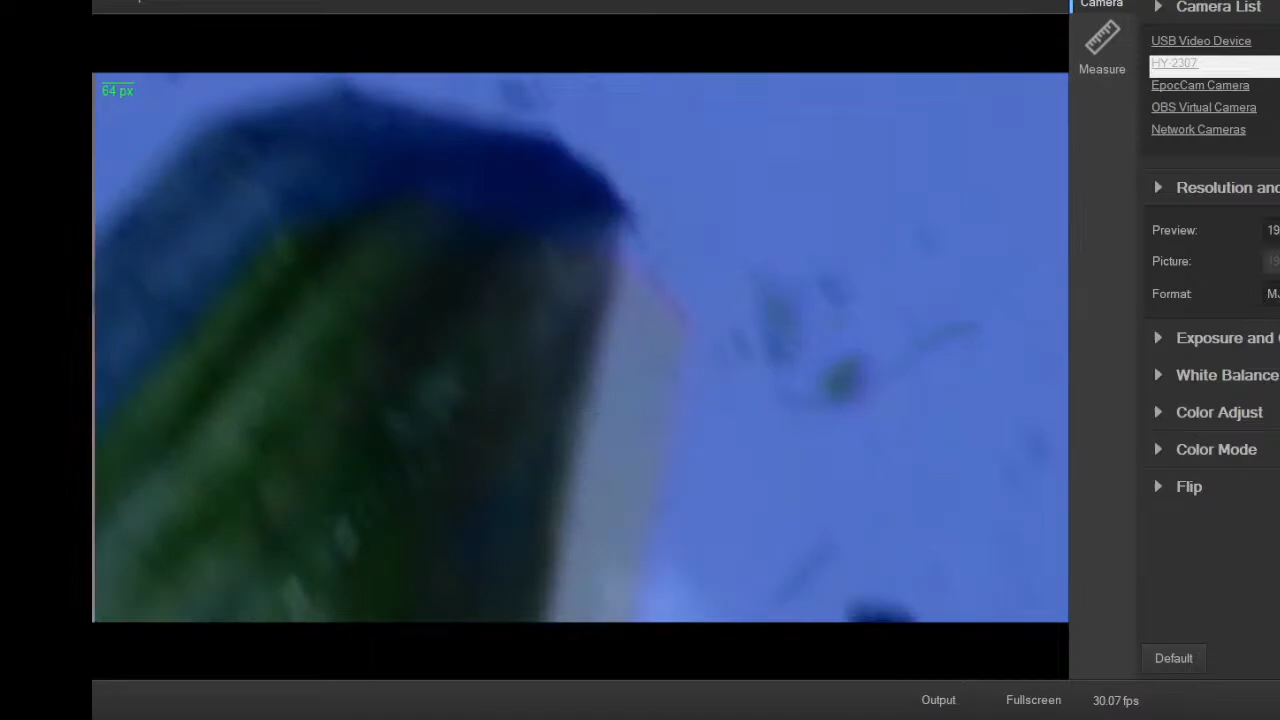 Camera
Camera List
Measure
USB Video Device
HY-2307
EpocCam Camera
OBS Virtual Camera
Network Cameras
64 px
Resolution and
Preview:
19
Picture:
19
Format:
Exposure and
White Balance
Color Adjust
Color Mode
Flip
Default
Output
Fullscreen
30.07 fps